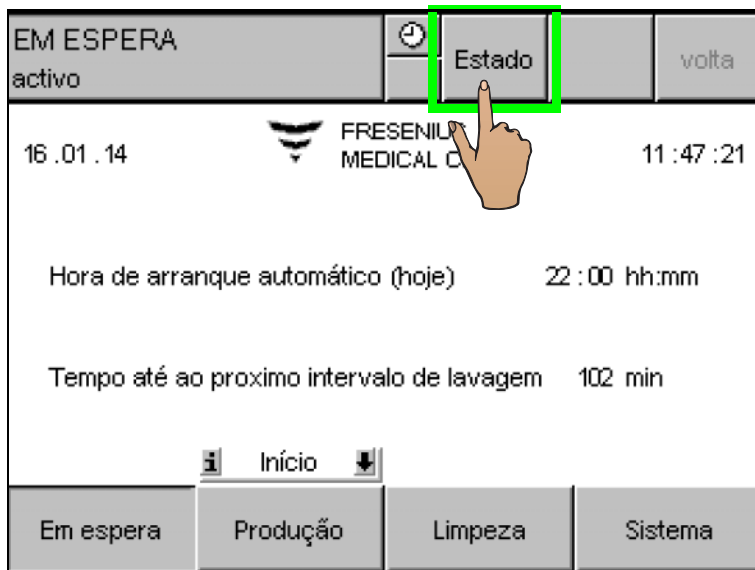 EM ESPERA
activo
Estado
volta
16 .01 .14
FRESENIUS
MEDICAL C
11 :47 :21
Hora de arranque automático (hoje) 22 : 00 hh:mm
Tempo até ao proximo intervalo de lavagem 102 min
i Início
Em espera Produção Limpeza Sistema